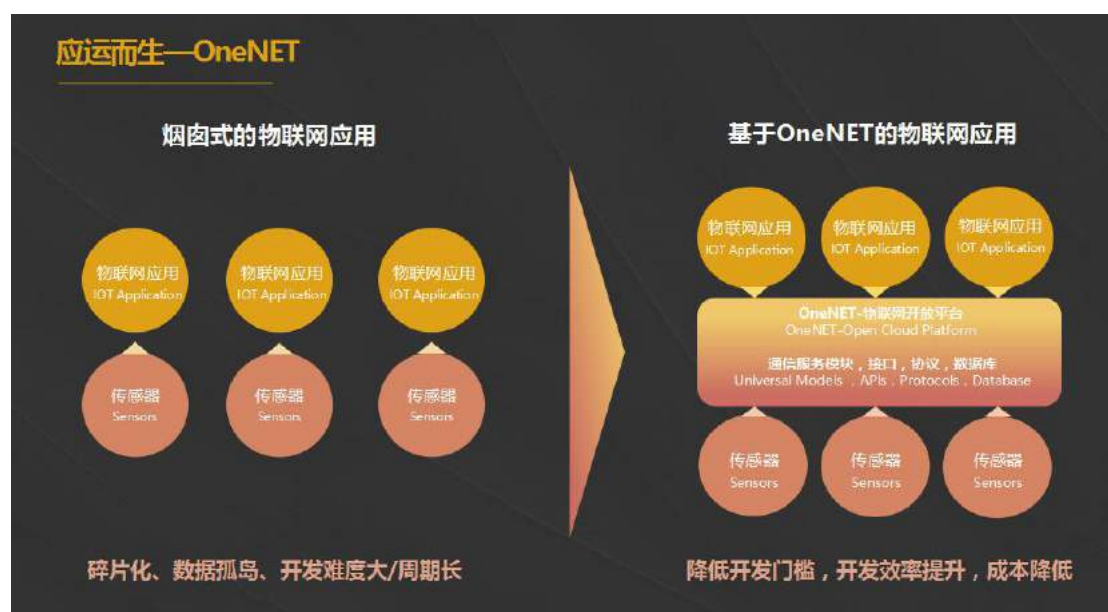 应运而生—OneNET
烟囱式的物联网应用
物联网应用
IOT Application
物联网应用
IOT Application
物联网应用
IOT Application
传感器
Sensors
传感器
Sensors
传感器
Sensors
碎片化、数据孤岛、开发难度大/周期长
基于OneNET的物联网应用
物联网应用
IOT Application
物联网应用
IOT Application
物联网应用
IOT Application
OneNET-物联网开放平台
OneNET-Open Cloud Platform
通信服务模块，接口，协议，数据库
Universal Models ，APIs，Protocols，Database
传感器
Sensors
传感器
Sensors
传感器
Sensors
降低开发门槛，开发效率提升，成本降低